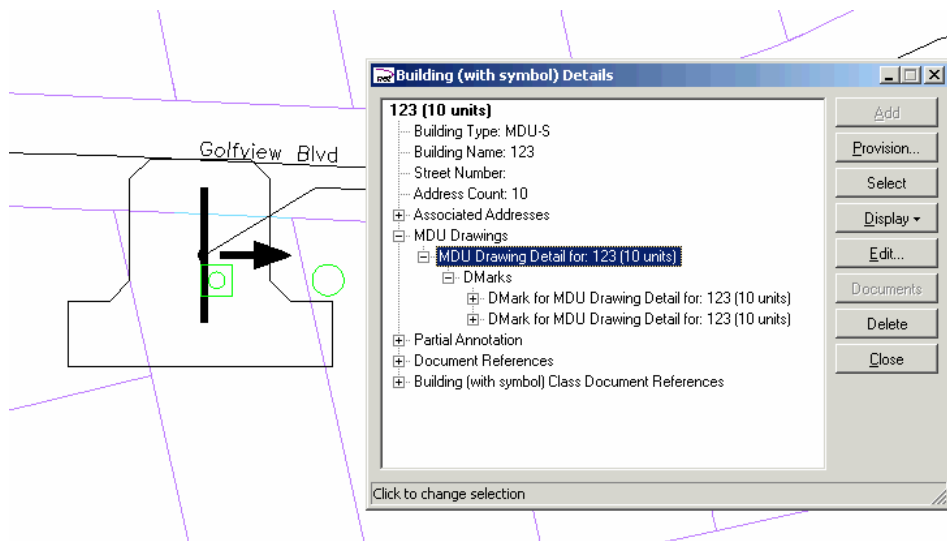 Golfview Blvd
Building (with symbol) Details
123 (10 units)
Building Type: MDU-S
Building Name: 123
Street Number:
Address Count: 10
Associated Addresses
MDU Drawings
MDU Drawing Detail for: 123 (10 units)
DMarks
DMark for MDU Drawing Detail for: 123 (10 units)
DMark for MDU Drawing Detail for: 123 (10 units)
Partial Annotation
Document References
Building (with symbol) Class Document References
Add
Provision...
Select
Display
Edit...
Documents
Delete
Close
Click to change selection